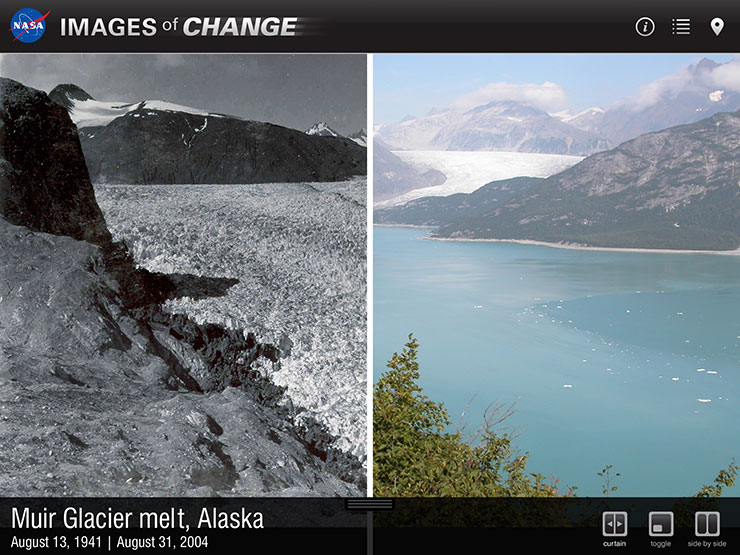 NASA
IMAGES of CHANGE
Muir Glacier melt, Alaska
August 13, 1941 | August 31, 2004
curtain
toggle
side by side